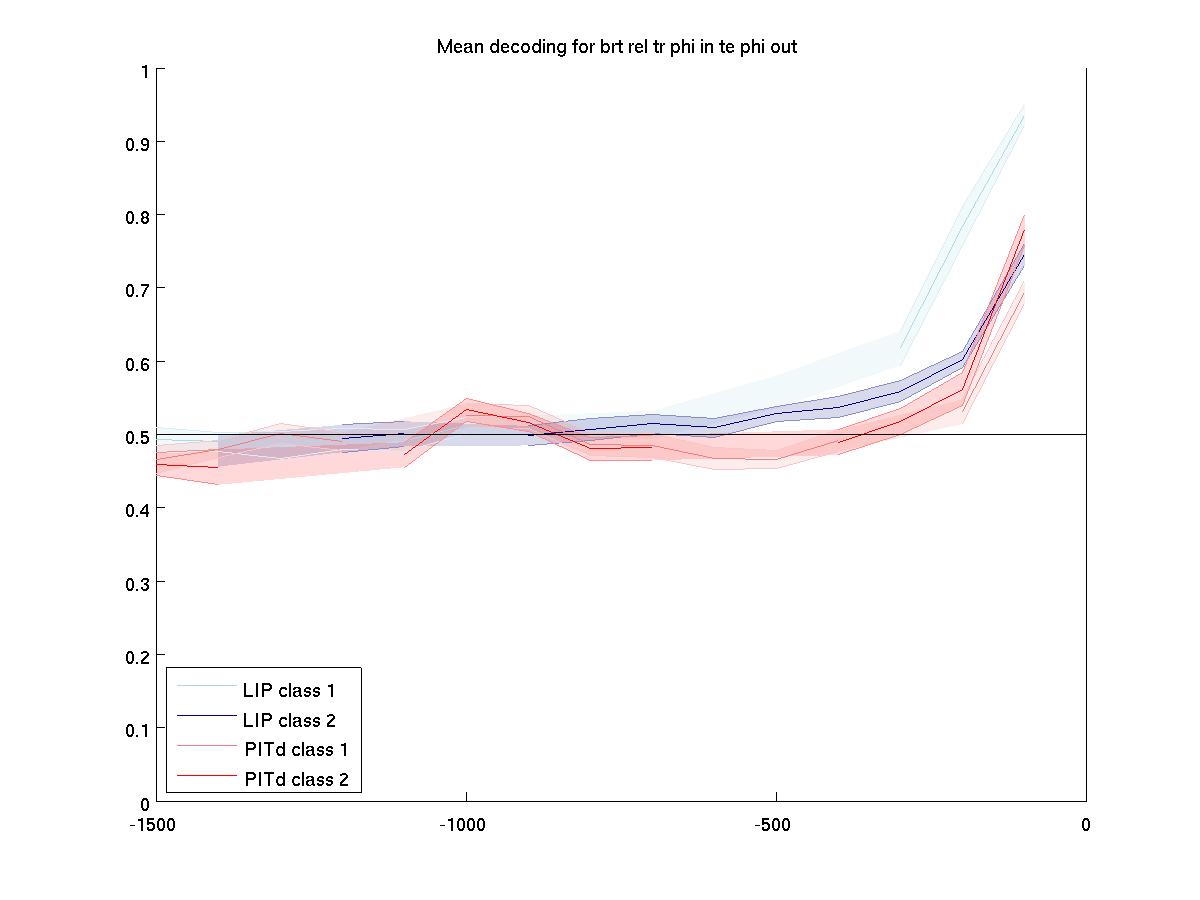 Mean decoding for brt rel tr phi in te phi out
1
0.9
0.8
0.7
0.6
0.5
0.4
0.3
0.2
0.1
0
LIP class 1
LIP class 2
PITd class 1
PITd class 2
-1500 -1000 -500 0